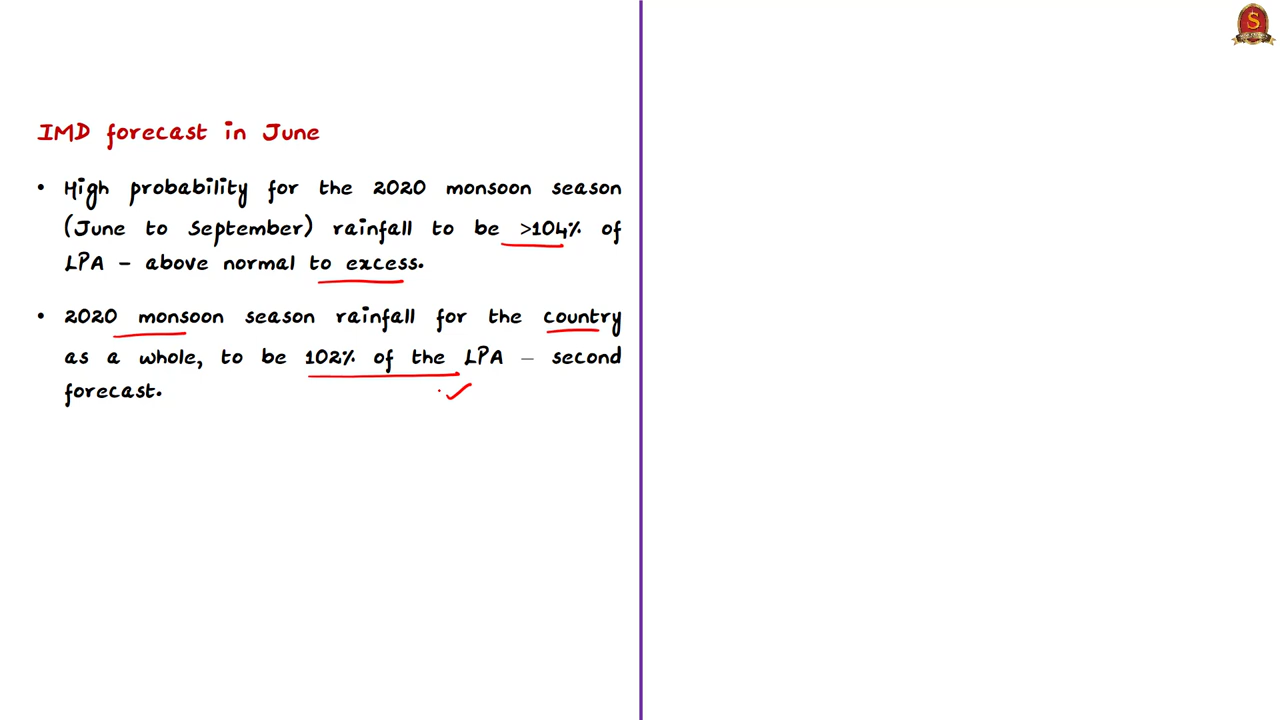 IMD forecast in June
• High probability for the 2020 monsoon season
(June to September) rainfall to be >104% of
LPA – above normal to excess.
• 2020 monsoon season rainfall for the country
as a whole, to be 102% of the LPA – second
forecast.
S